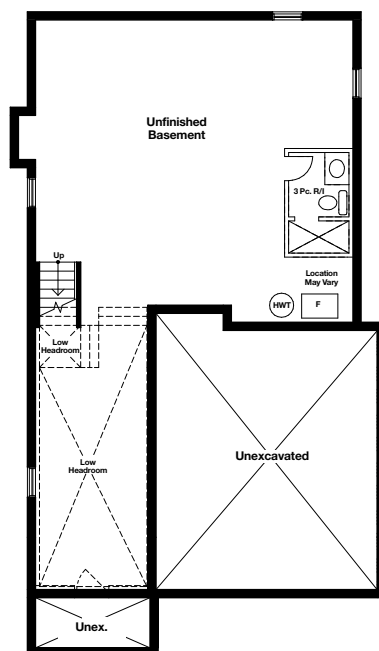 Unfinished
Basement
3 Pc. R/I
Up
Location
May Vary
HWT
F
Low
Headroom
Low
Headroom
Unexcavated
Unex.